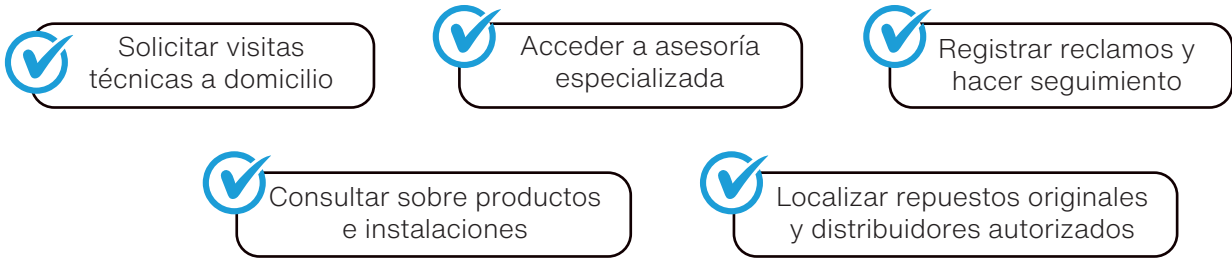 Solicitar visitas
técnicas a domicilio
Acceder a asesoría
especializada
Registrar reclamos y
hacer seguimiento
Consultar sobre productos
e instalaciones
Localizar repuestos originales
y distribuidores autorizados